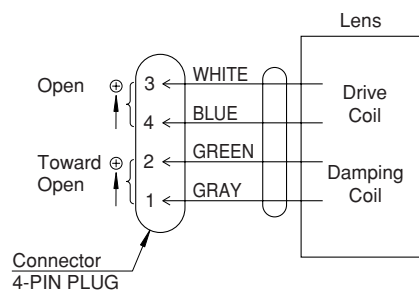 Lens
Open ⊕ 3 WHITE
Drive
Coil
4 BLUE
Toward ⊕ 2 GREEN
Open
Damping
Coil
1 GRAY
Connector
4-PIN PLUG